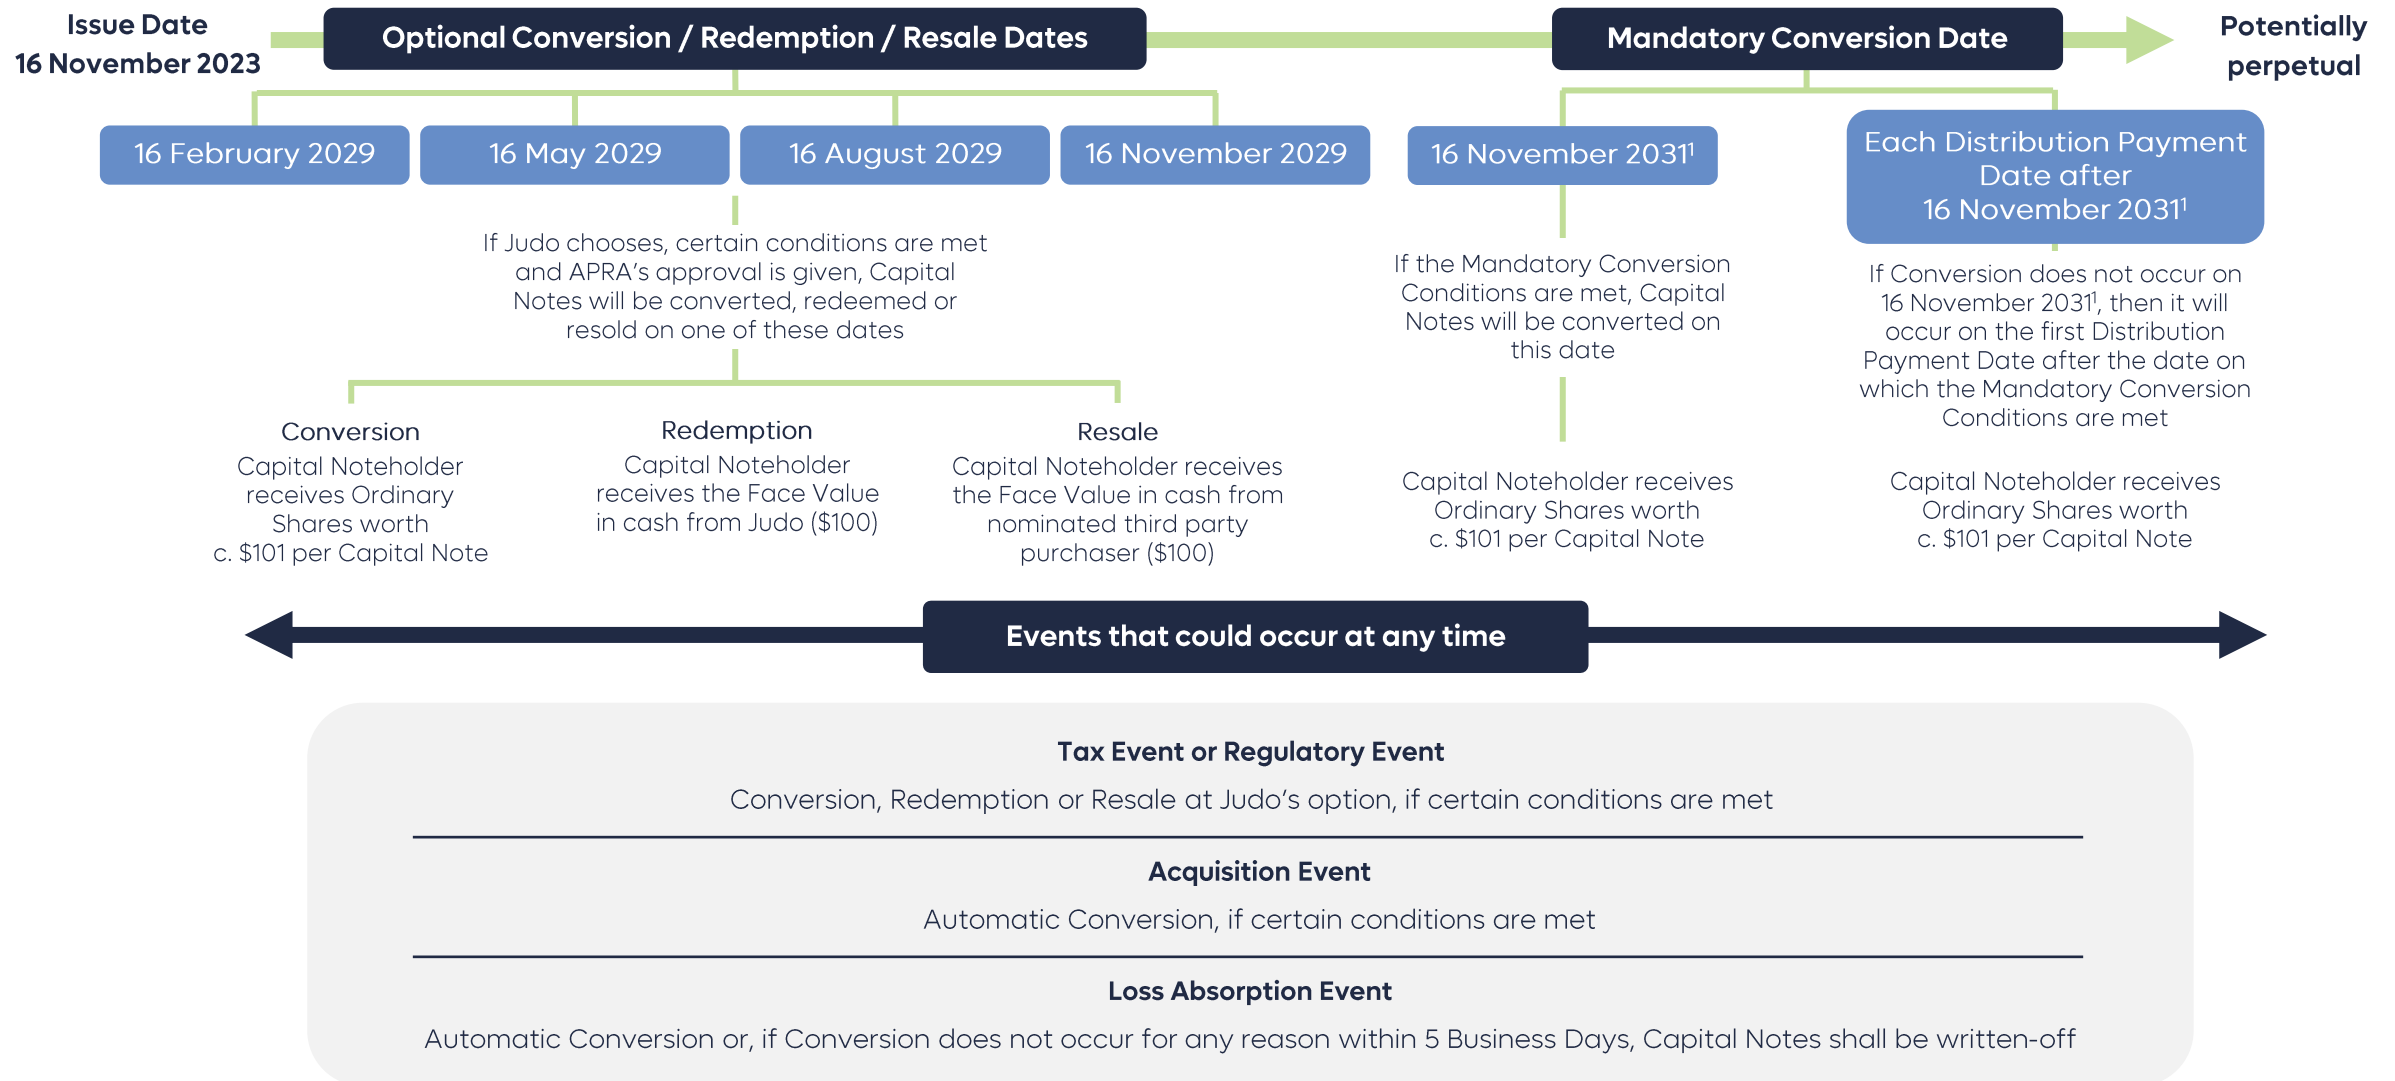 Issue Date
16 November 2023
Optional Conversion / Redemption / Resale Dates
Mandatory Conversion Date
Potentially
perpetual
16 February 2029
16 May 2029
16 August 2029
16 November 2029
16 November 2031¹
Each Distribution Payment
Date after
16 November 2031¹
If Judo chooses, certain conditions are met
and APRA’s approval is given, Capital
Notes will be converted, redeemed or
resold on one of these dates
If the Mandatory Conversion
Conditions are met, Capital
Notes will be converted on
this date
If Conversion does not occur on
16 November 2031¹, then it will
occur on the first Distribution
Payment Date after the date on
which the Mandatory Conversion
Conditions are met
Conversion
Capital Noteholder
receives Ordinary
Shares worth
c. $101 per Capital Note
Redemption
Capital Noteholder
receives the Face Value
in cash from Judo ($100)
Resale
Capital Noteholder receives
the Face Value in cash from
nominated third party
purchaser ($100)
Capital Noteholder receives
Ordinary Shares worth
c. $101 per Capital Note
Capital Noteholder receives
Ordinary Shares worth
c. $101 per Capital Note
Events that could occur at any time
Tax Event or Regulatory Event
Conversion, Redemption or Resale at Judo’s option, if certain conditions are met
Acquisition Event
Automatic Conversion, if certain conditions are met
Loss Absorption Event
Automatic Conversion or, if Conversion does not occur for any reason within 5 Business Days, Capital Notes shall be written-off